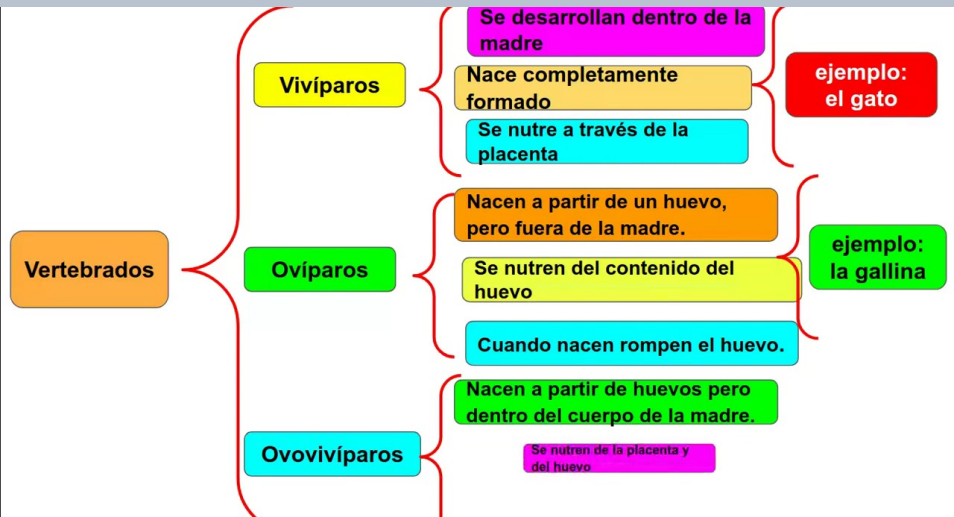 Vertebrados
Vivíparos
Se desarrollan dentro de la
madre
Nace completamente
formado
Se nutre a través de la
placenta
ejemplo:
el gato
Ovíparos
Nacen a partir de un huevo,
pero fuera de la madre.
Se nutren del contenido del
huevo
Cuando nacen rompen el huevo.
ejemplo:
la gallina
Ovovivíparos
Nacen a partir de huevos pero
dentro del cuerpo de la madre.
Se nutren de la placenta y
del huevo